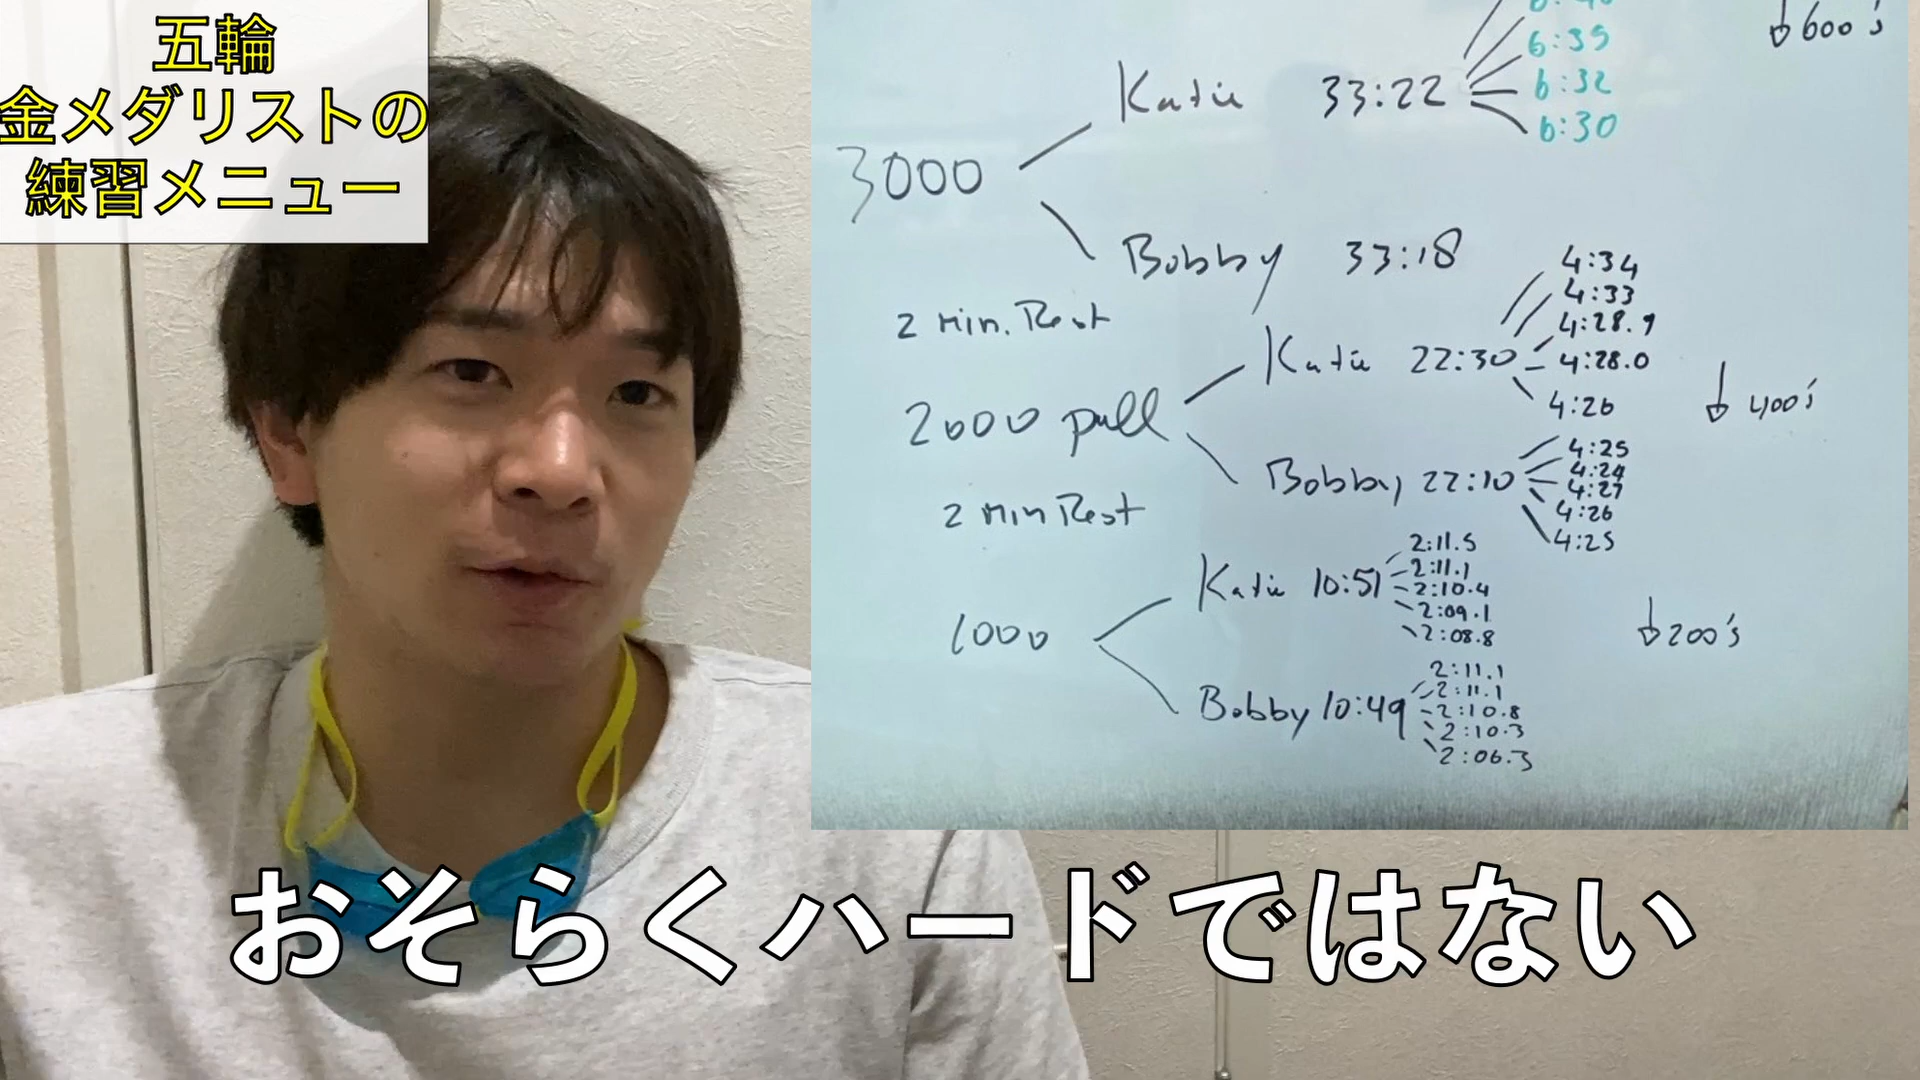 五輪
金メダリストの
練習メニュー
↓600's
6:35
Katie 33:22
6:32
6:30
3000
Bobby 33:18
4:34
4:33
2 Min. Rest
4:28.9
Katie 22:30
4:28.0
4:26
↓ 400's
2000 pull
4:25
4:24
Bobby 22:10
4:27
4:26
4:25
2 Min Rest
2:11.5
2:11.1
Katie 10:51
2:10.4
2:09.1
2:08.8
1000
↓200's
2:11.1
2:11.1
Bobby 10:49
2:10.8
2:10.3
2:06.3
おそらくハードではない